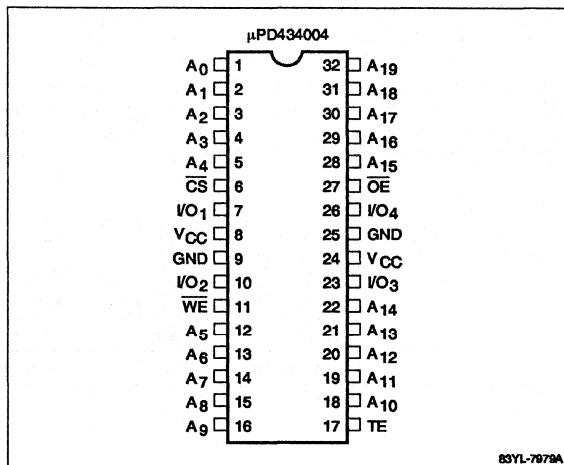 μPD434004
A0 1 32 A19
A1 2 31 A18
A2 3 30 A17
A3 4 29 A16
A4 5 28 A15
C̅S̅ 6 27 O̅E̅
I/O1 7 26 I/O4
VCC 8 25 GND
GND 9 24 VCC
I/O2 10 23 I/O3
W̅E̅ 11 22 A14
A5 12 21 A13
A6 13 20 A12
A7 14 19 A11
A8 15 18 A10
A9 16 17 TE
83YL-7979A